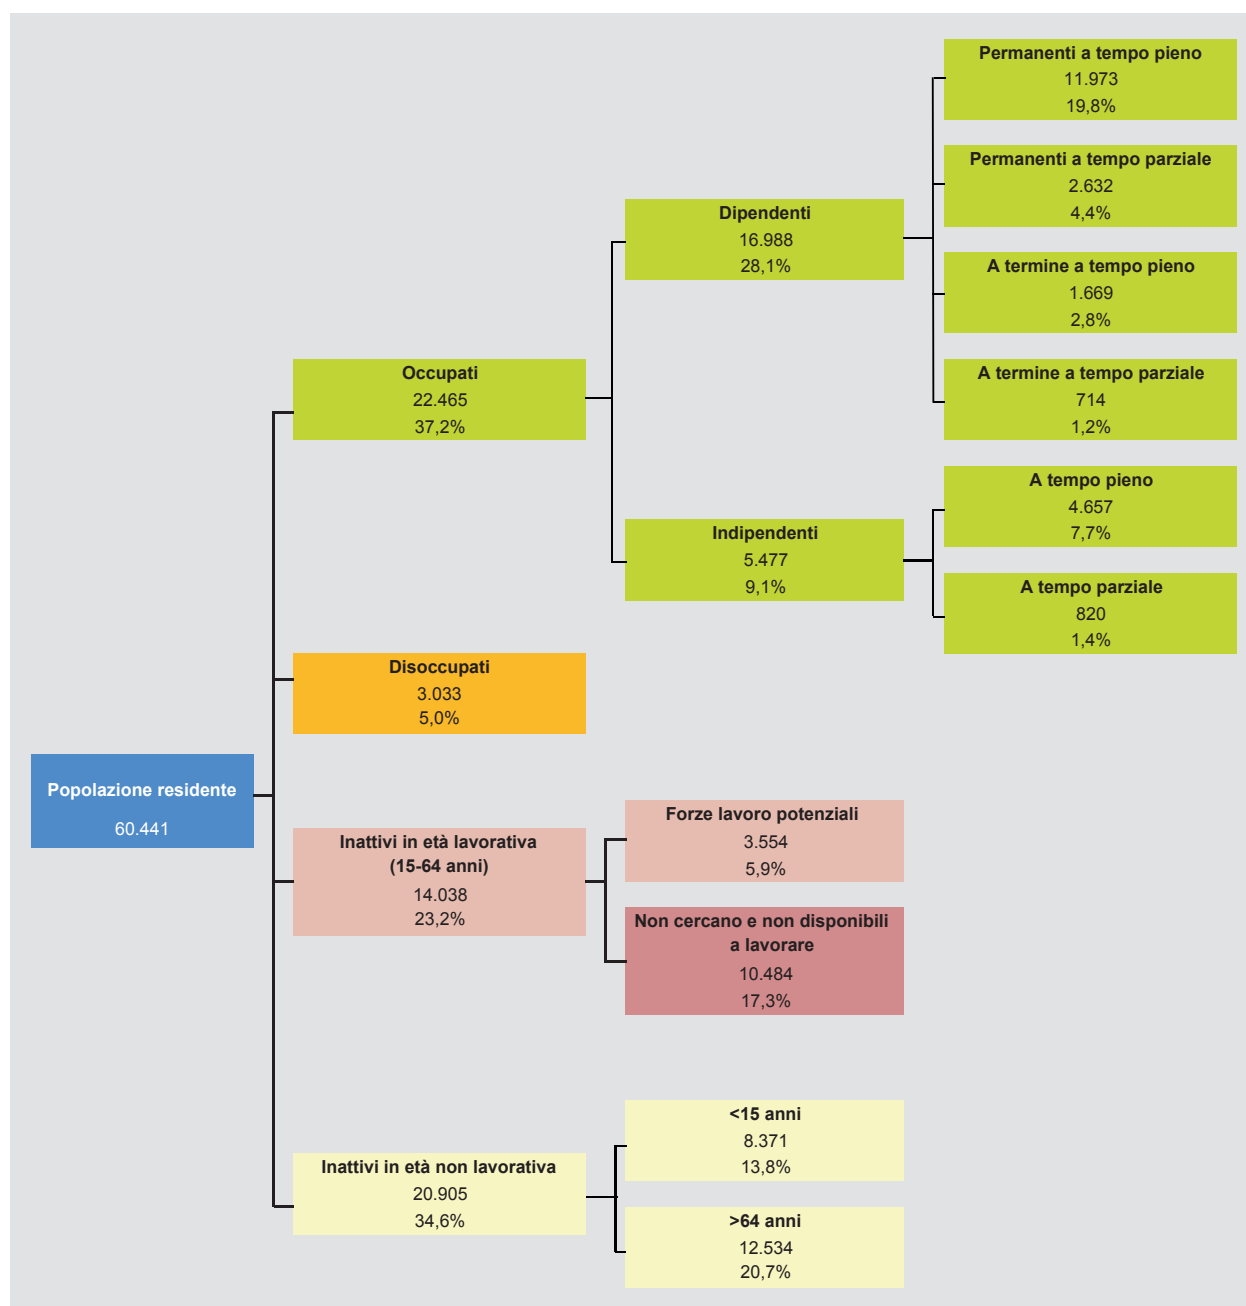 Popolazione residente
60.441
Occupati
22.465
37,2%
Dipendenti
16.988
28,1%
Permanenti a tempo pieno
11.973
19,8%
Permanenti a tempo parziale
2.632
4,4%
A termine a tempo pieno
1.669
2,8%
A termine a tempo parziale
714
1,2%
Indipendenti
5.477
9,1%
A tempo pieno
4.657
7,7%
A tempo parziale
820
1,4%
Disoccupati
3.033
5,0%
Inattivi in età lavorativa
(15-64 anni)
14.038
23,2%
Forze lavoro potenziali
3.554
5,9%
Non cercano e non disponibili
a lavorare
10.484
17,3%
Inattivi in età non lavorativa
20.905
34,6%
<15 anni
8.371
13,8%
>64 anni
12.534
20,7%